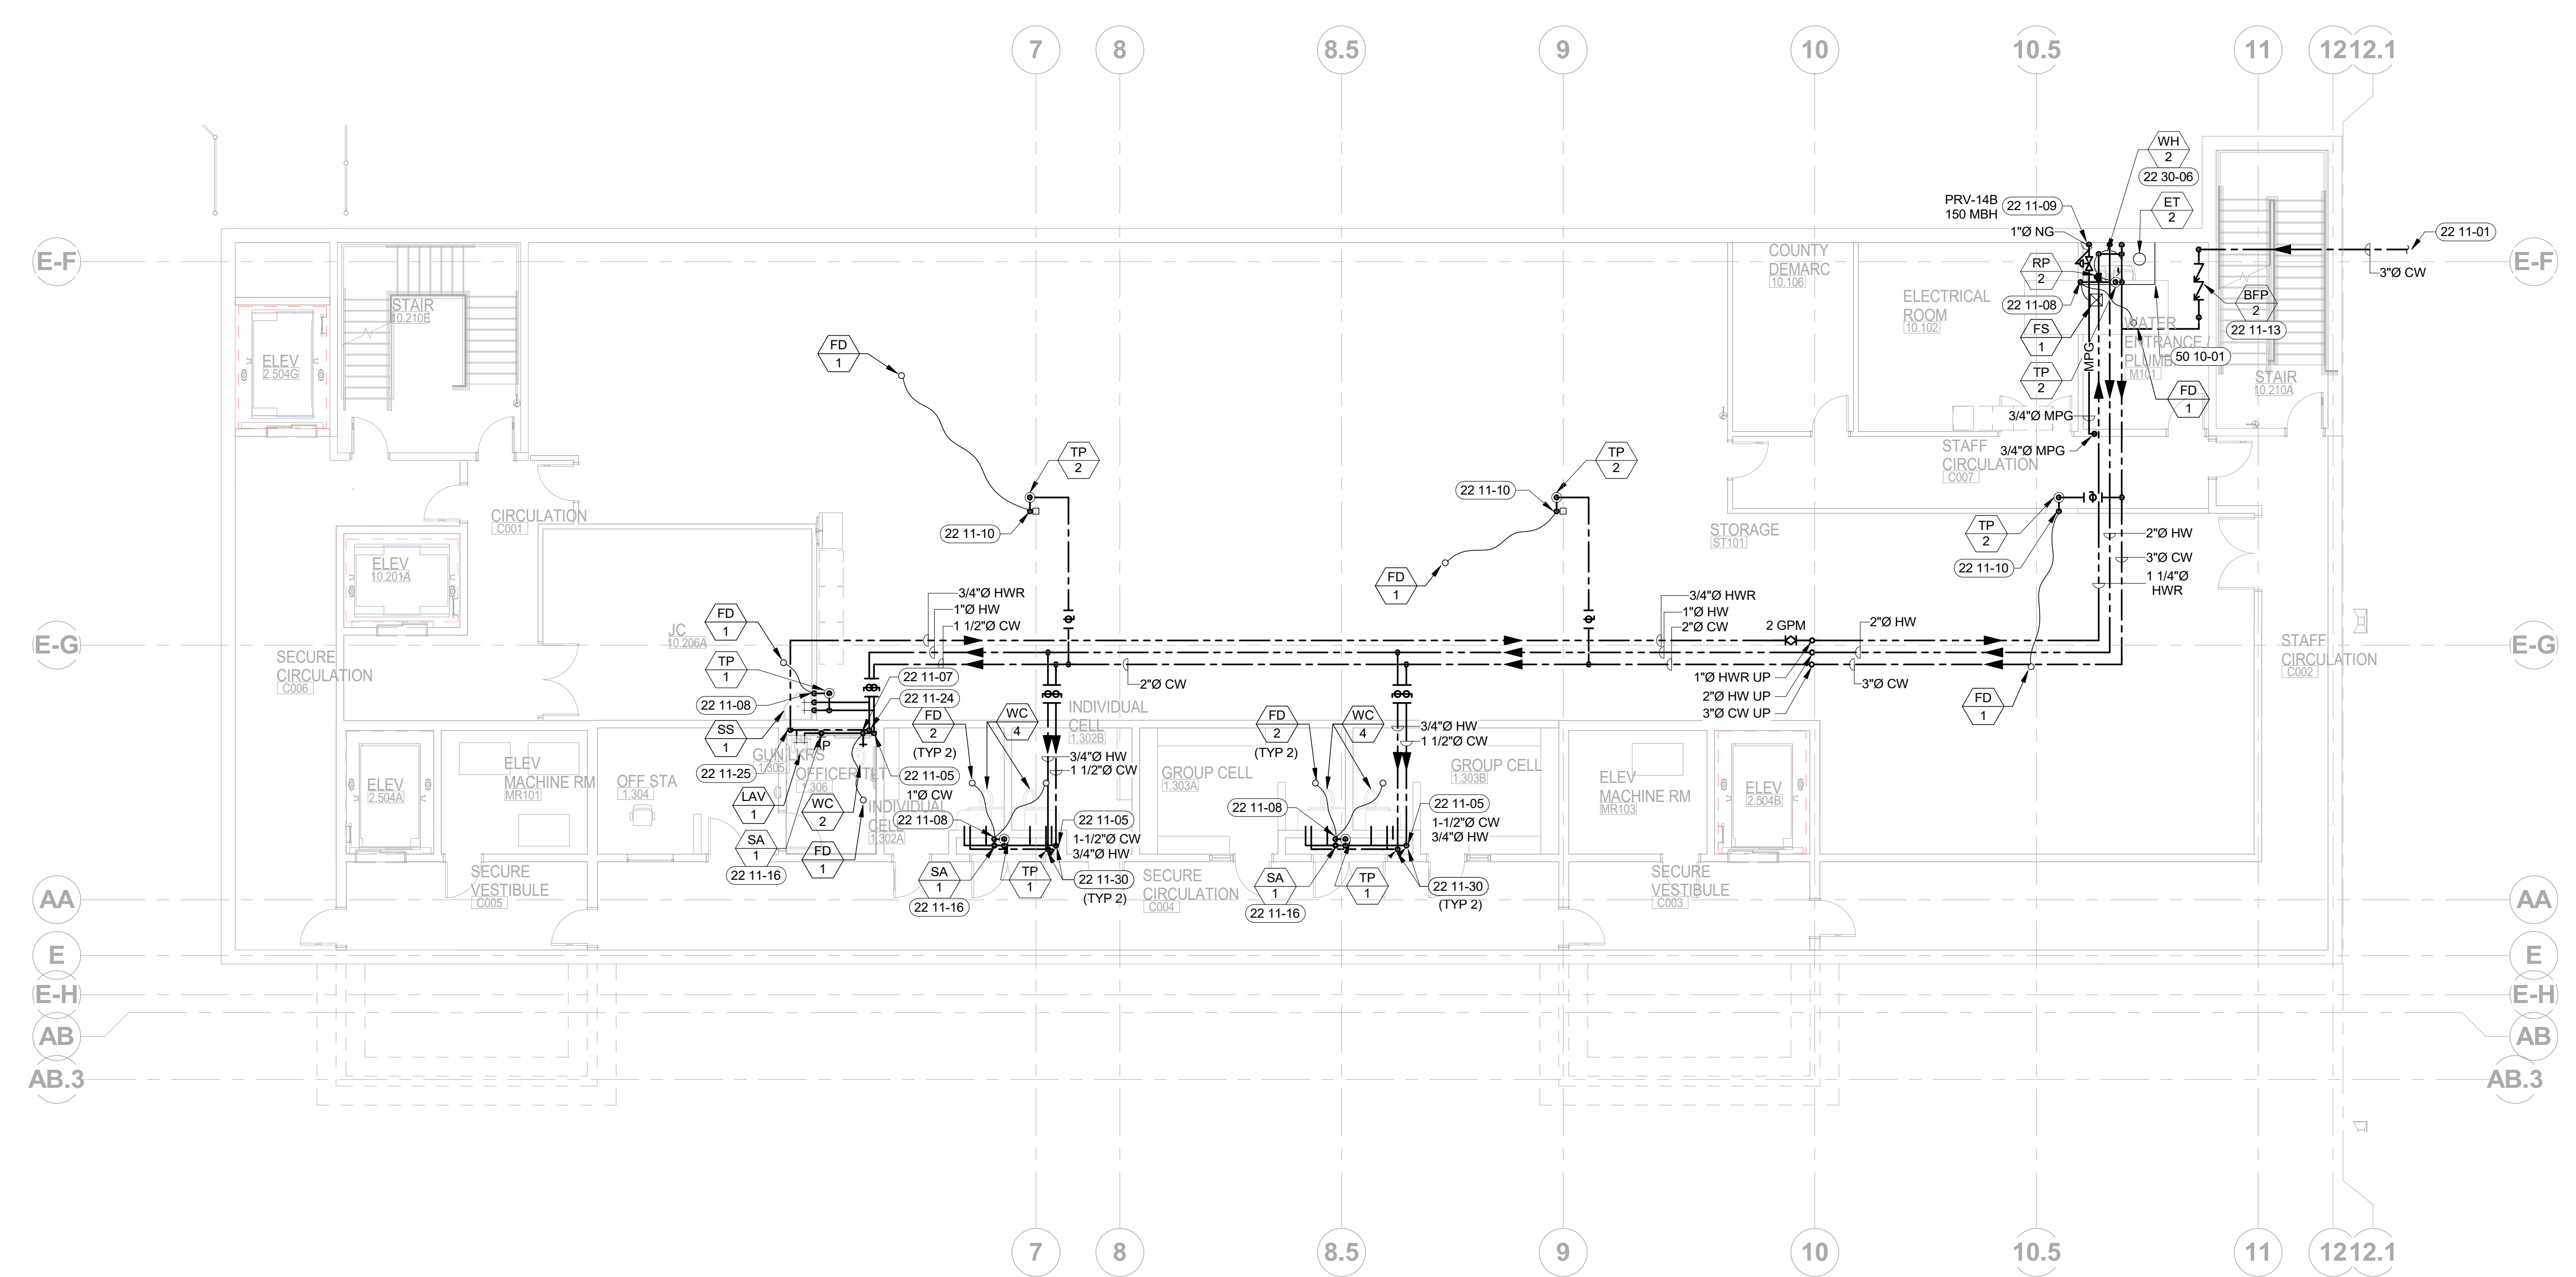 7
8
8.5
9
10
10.5
11
12
12.1
WH
2
22 30-06
PRV-14B
150 MBH
22 11-09
ET
2
1"Ø NG
22 11-01
3"Ø CW
E-F
E-F
COUNTY
DEMARC
10.106
RP
2
22 11-08
BFP
2
22 11-13
ELECTRICAL
ROOM
10.102
FS
1
WATER
ENTRANCE /
PLUMB.
M101
50 10-01
STAIR
10.210E
ELEV
2.504G
FD
1
MPG
TP
2
FD
1
STAIR
10.210A
3/4"Ø MPG
3/4"Ø MPG
STAFF
CIRCULATION
C007
TP
2
TP
2
22 11-10
22 11-10
CIRCULATION
C001
STORAGE
ST101
TP
2
22 11-10
2"Ø HW
3"Ø CW
1 1/4"Ø
HWR
ELEV
10.201A
FD
1
3/4"Ø HWR
1"Ø HW
1 1/2"Ø CW
3/4"Ø HWR
1"Ø HW
2"Ø CW
2 GPM
2"Ø HW
FD
1
JC
10.206A
E-G
E-G
SECURE
CIRCULATION
C006
STAFF
CIRCULATION
C002
TP
1
22 11-07
22 11-24
22 11-08
2"Ø CW
1"Ø HWR UP
2"Ø HW UP
3"Ø CW UP
3"Ø CW
FD
1
SS
1
22 11-25
FD
2
(TYP 2)
WC
4
INDIVIDUAL
CELL
1.302B
3/4"Ø HW
1 1/2"Ø CW
FD
2
(TYP 2)
WC
4
3/4"Ø HW
1 1/2"Ø CW
GUN LKRS
1.305
OFFICER TLT
1.306
22 11-05
1"Ø CW
ELEV
MACHINE RM
MR101
OFF STA
1.304
ELEV
2.504A
LAV
1
WC
2
INDIVIDUAL
CELL
1.302A
22 11-08
22 11-05
1-1/2"Ø CW
3/4"Ø HW
GROUP CELL
1.303A
22 11-08
GROUP CELL
1.303B
22 11-05
1-1/2"Ø CW
3/4"Ø HW
ELEV
MACHINE RM
MR103
ELEV
2.504B
SA
1
22 11-16
FD
1
SA
1
22 11-16
TP
1
22 11-30
(TYP 2)
SECURE
CIRCULATION
C004
SA
1
22 11-16
TP
1
22 11-30
(TYP 2)
SECURE
VESTIBULE
C005
SECURE
VESTIBULE
C003
AA
AA
E
E
E-H
E-H
AB
AB
AB.3
AB.3
7
8
8.5
9
10
10.5
11
12
12.1